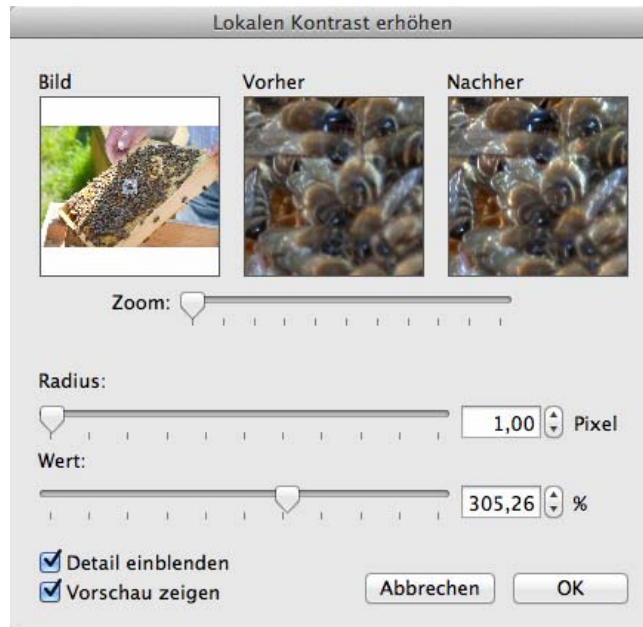 Lokalen Kontrast erhöhen
Bild Vorher Nachher
Zoom:
Radius:
1,00 Pixel
Wert:
305,26 %
Detail einblenden
Vorschau zeigen
Abbrechen OK